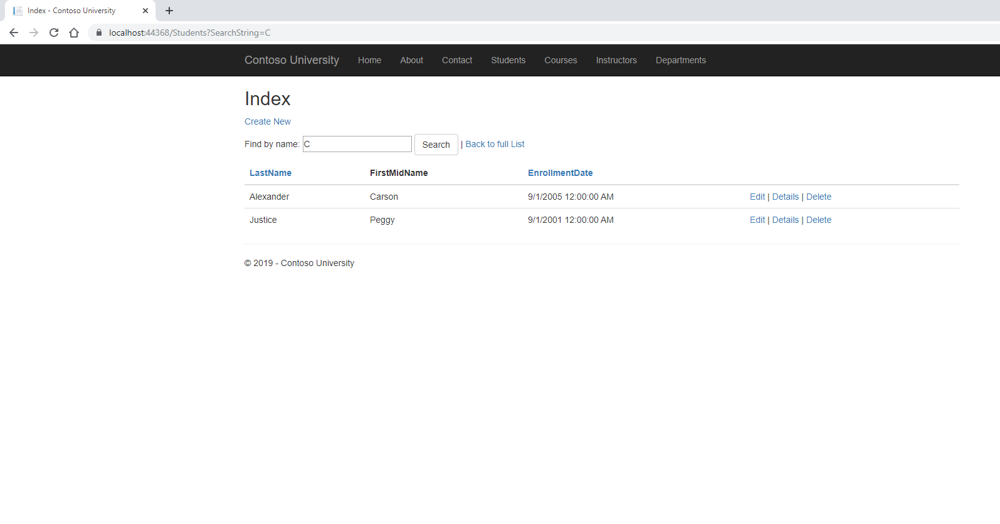 Index - Contoso University
localhost:44368/Students?SearchString=C
Contoso University Home About Contact Students Courses Instructors Departments
Index
Create New
Find by name: C Search | Back to full List
LastName FirstMidName EnrollmentDate
Alexander Carson 9/1/2005 12:00:00 AM Edit | Details | Delete
Justice Peggy 9/1/2001 12:00:00 AM Edit | Details | Delete
© 2019 - Contoso University